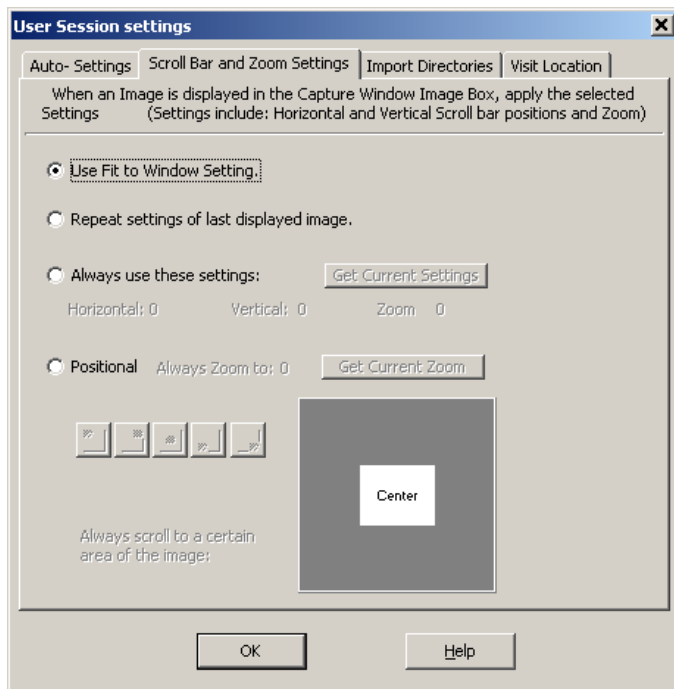 User Session settings
Auto- Settings Scroll Bar and Zoom Settings Import Directories Visit Location
When an Image is displayed in the Capture Window Image Box, apply the selected
Settings (Settings include: Horizontal and Vertical Scroll bar positions and Zoom)
Use Fit to Window Setting.
Repeat settings of last displayed image.
Always use these settings: Get Current Settings
Horizontal: 0 Vertical: 0 Zoom 0
Positional Always Zoom to: 0 Get Current Zoom
Center
Always scroll to a certain
area of the image:
OK Help